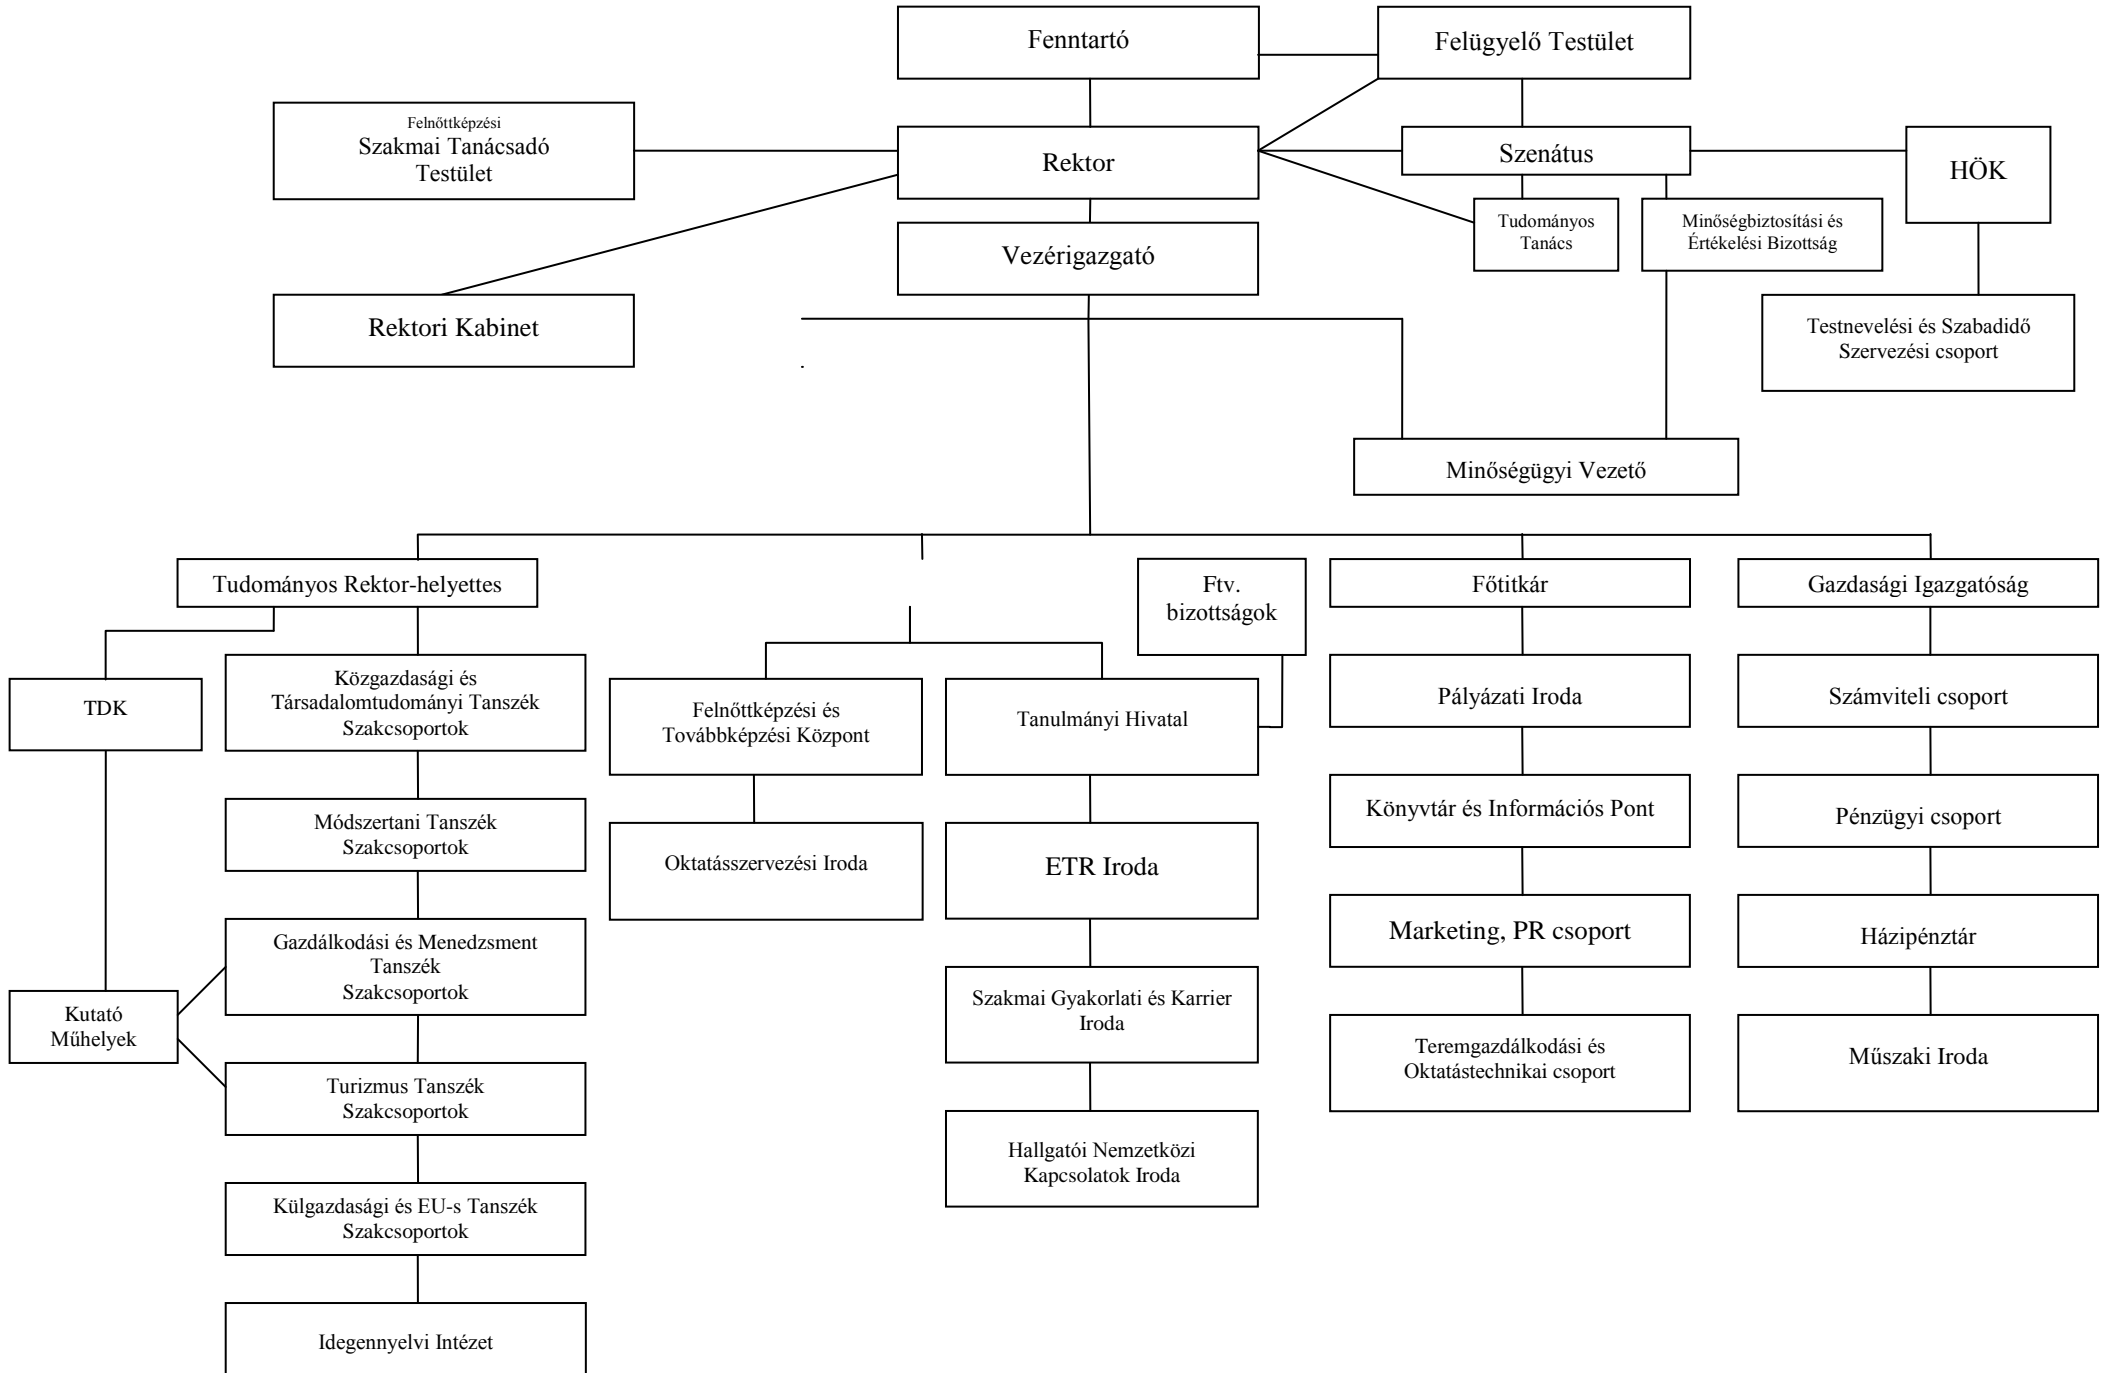 Fenntartó
Felügyelő Testület
Felnőttképzési
Szakmai Tanácsadó
Testület
Rektor
Szenátus
HÖK
Tudományos
Tanács
Minőségbiztosítási és
Értékelési Bizottság
Vezérigazgató
Rektori Kabinet
Testnevelési és Szabadidő
Szervezési csoport
Minőségügyi Vezető
Tudományos Rektor-helyettes
Ftv.
bizottságok
Főtitkár
Gazdasági Igazgatóság
TDK
Közgazdasági és
Társadalomtudományi Tanszék
Szakcsoportok
Felnőttképzési és
Továbbképzési Központ
Tanulmányi Hivatal
Pályázati Iroda
Számviteli csoport
Módszertani Tanszék
Szakcsoportok
Oktatásszervezési Iroda
ETR Iroda
Könyvtár és Információs Pont
Pénzügyi csoport
Gazdálkodási és Menedzsment
Tanszék
Szakcsoportok
Marketing, PR csoport
Házipénztár
Kutató
Műhelyek
Szakmai Gyakorlati és Karrier
Iroda
Teremgazdálkodási és
Oktatástechnikai csoport
Műszaki Iroda
Turizmus Tanszék
Szakcsoportok
Hallgatói Nemzetközi
Kapcsolatok Iroda
Külgazdasági és EU-s Tanszék
Szakcsoportok
Idegennyelvi Intézet